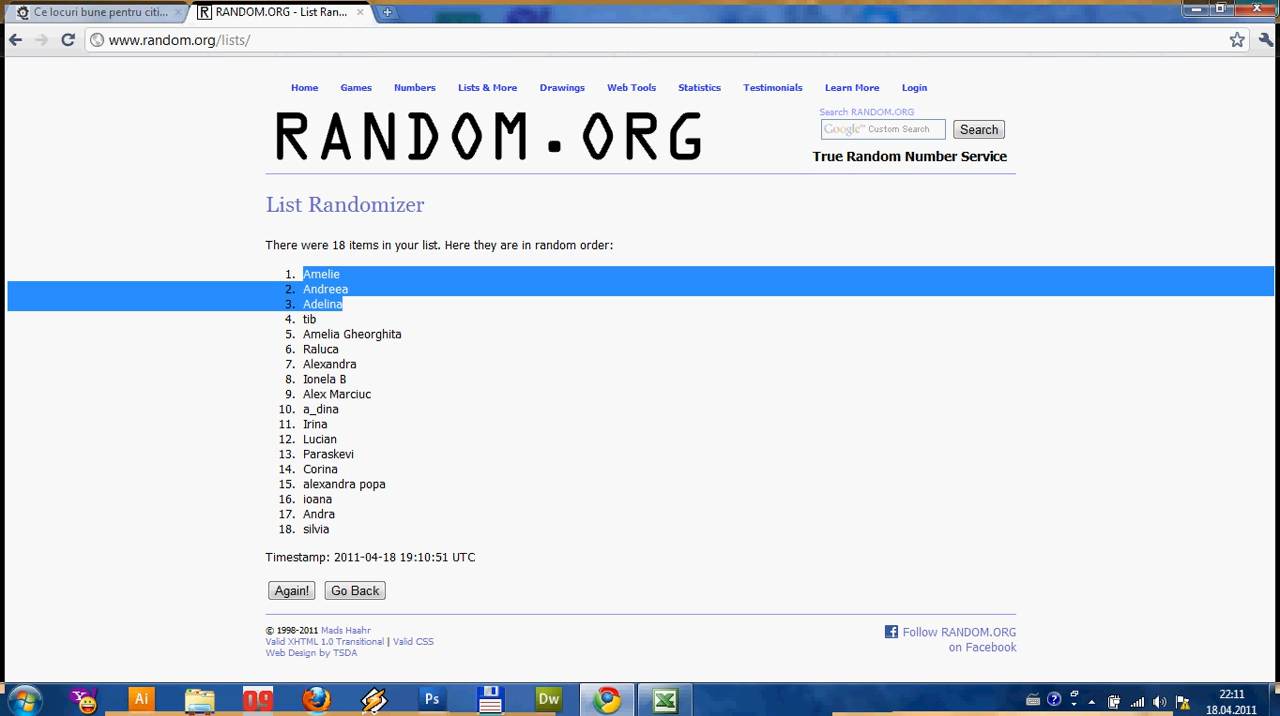 Ce locuri bune pentru citi...
RANDOM.ORG - List Ran...
www.random.org/lists/
Home Games Numbers Lists & More Drawings Web Tools Statistics Testimonials Learn More Login
RANDOM.ORG
Search RANDOM.ORG
Google™ Custom Search
Search
True Random Number Service
List Randomizer
There were 18 items in your list. Here they are in random order:
1. Amelie
2. Andreea
3. Adelina
4. tib
5. Amelia Gheorghita
6. Raluca
7. Alexandra
8. Ionela B
9. Alex Marciuc
10. a_dina
11. Irina
12. Lucian
13. Paraskevi
14. Corina
15. alexandra popa
16. ioana
17. Andra
18. silvia
Timestamp: 2011-04-18 19:10:51 UTC
Again! Go Back
© 1998-2011 Mads Haahr
Valid XHTML 1.0 Transitional | Valid CSS
Web Design by TSDA
Follow RANDOM.ORG
on Facebook
Ai
09
Ps
Dw
22:11
18.04.2011